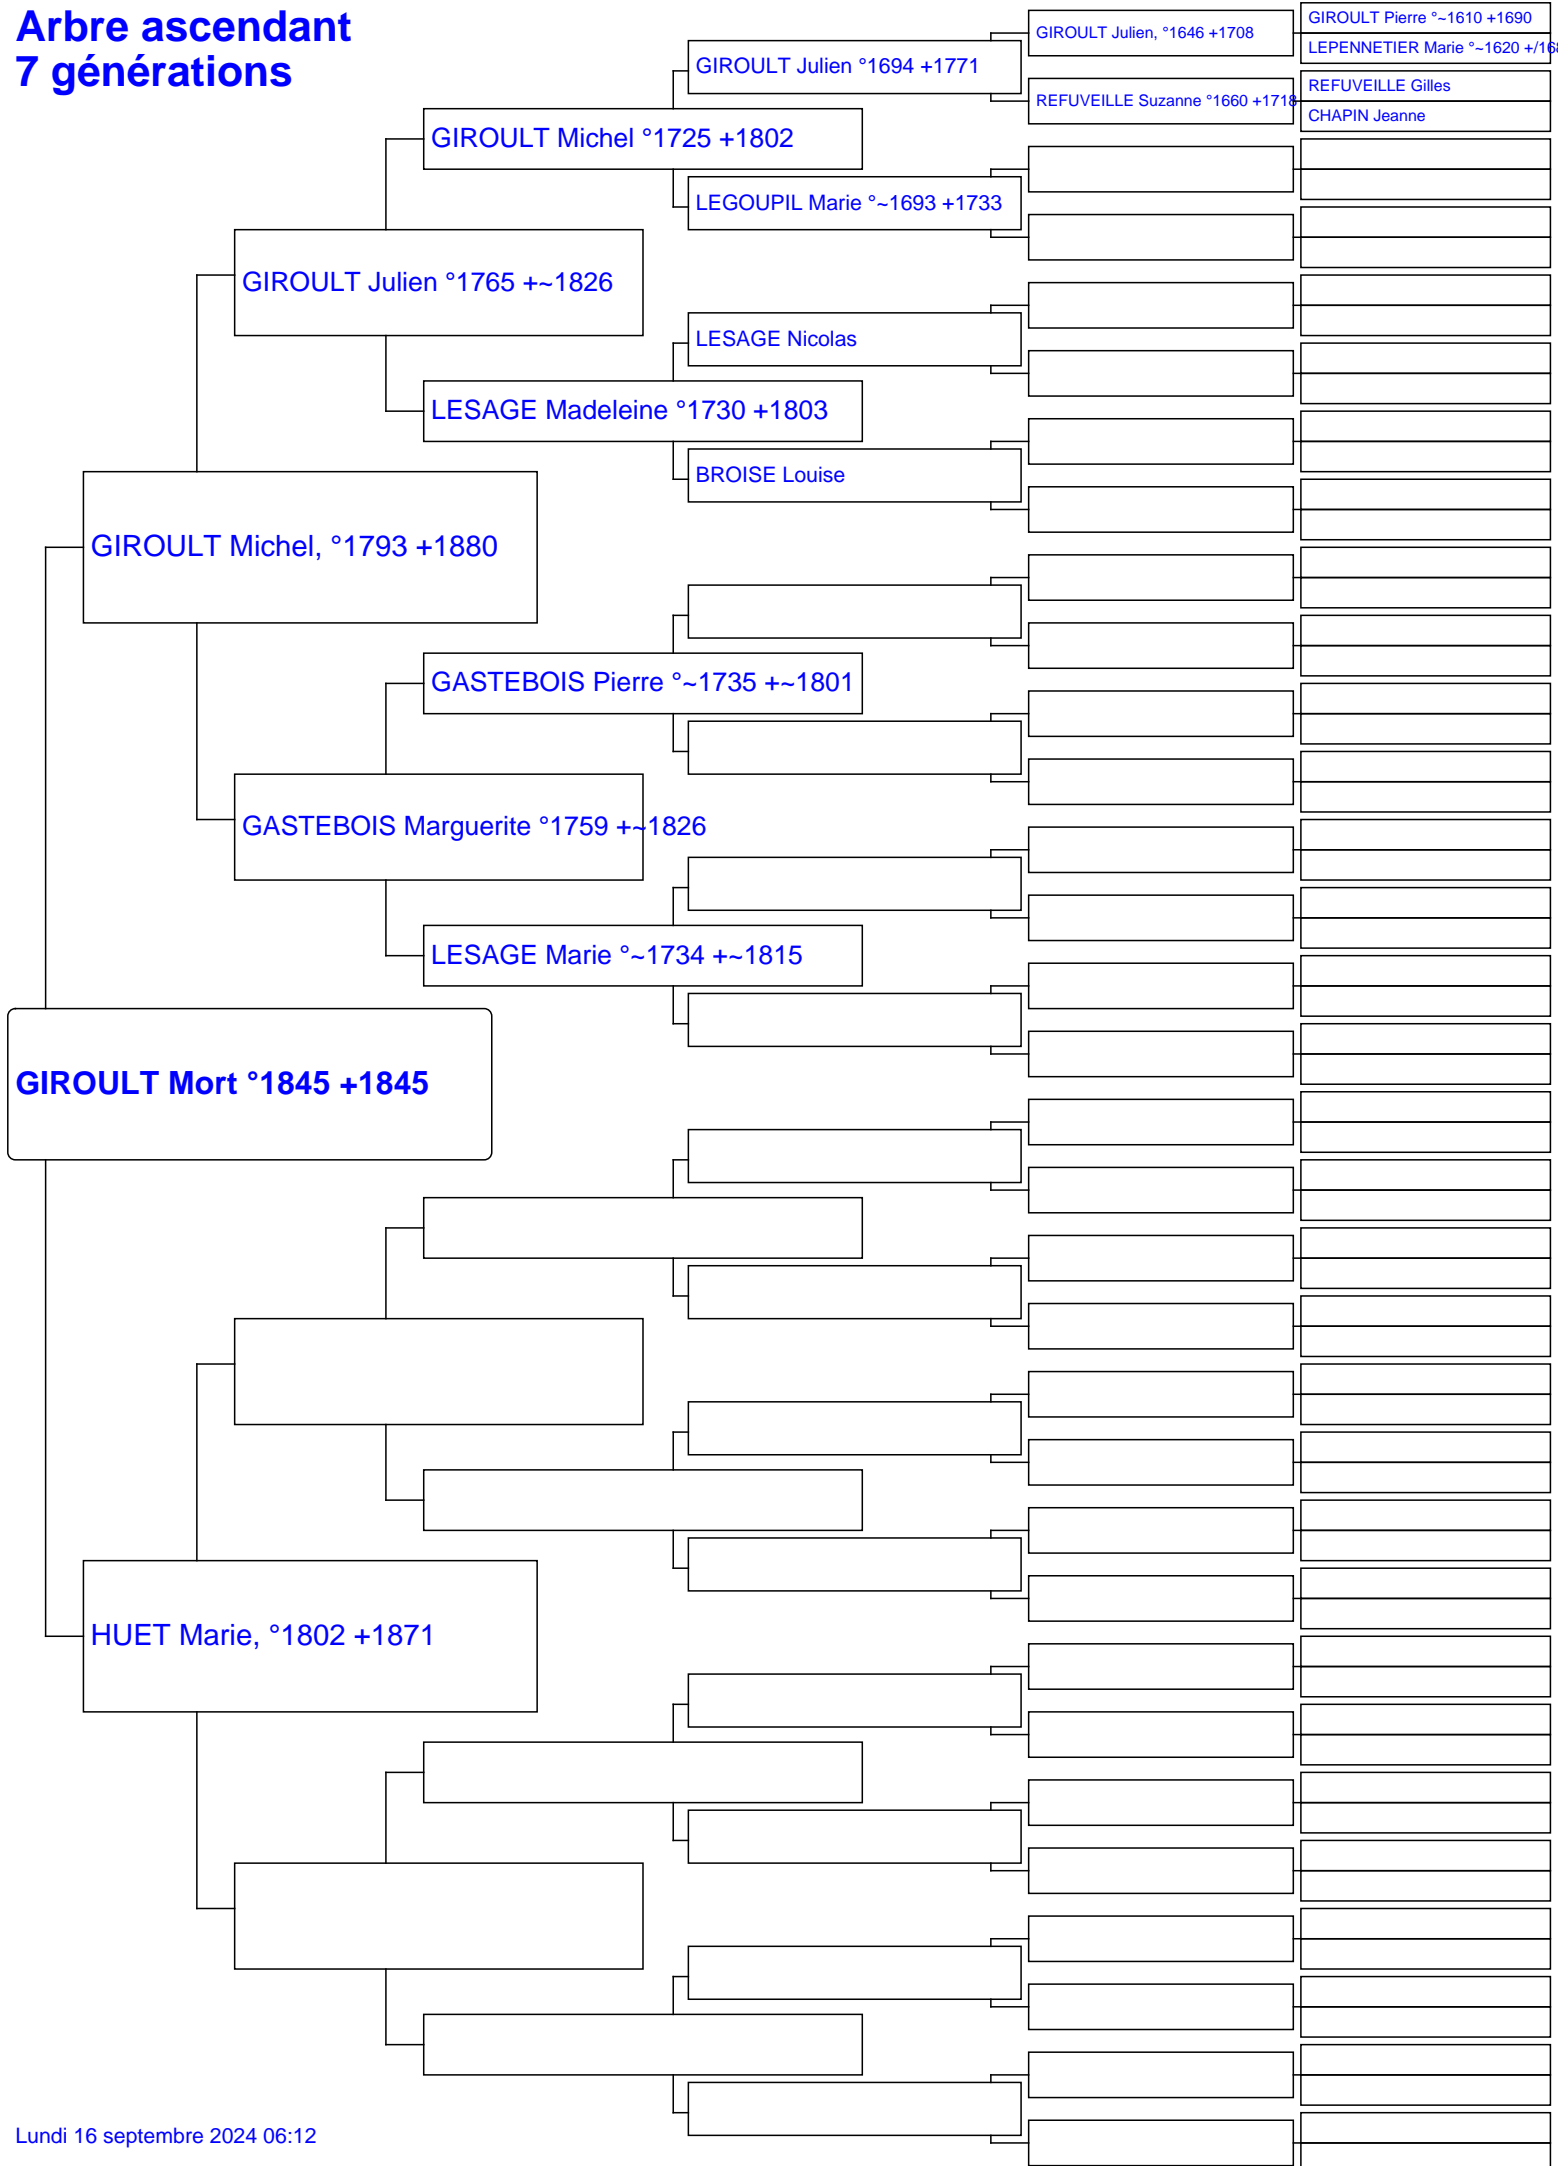 Arbre ascendant
7 générations
GIROULT Julien, °1646 +1708
GIROULT Pierre °~1610 +1690
LEPENNETIER Marie °~1620 +/168
GIROULT Julien °1694 +1771
REFUVEILLE Suzanne °1660 +1718
REFUVEILLE Gilles
CHAPIN Jeanne
GIROULT Michel °1725 +1802
LEGOUPIL Marie °~1693 +1733
GIROULT Julien °1765 +~1826
LESAGE Nicolas
LESAGE Madeleine °1730 +1803
BROISE Louise
GIROULT Michel, °1793 +1880
GASTEBOIS Pierre °~1735 +~1801
GASTEBOIS Marguerite °1759 +~1826
LESAGE Marie °~1734 +~1815
GIROULT Mort °1845 +1845
HUET Marie, °1802 +1871
Lundi 16 septembre 2024 06:12